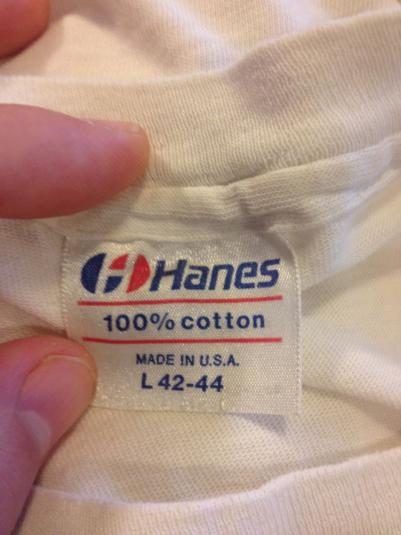 Hanes
100% cotton
MADE IN U.S.A.
L 42-44